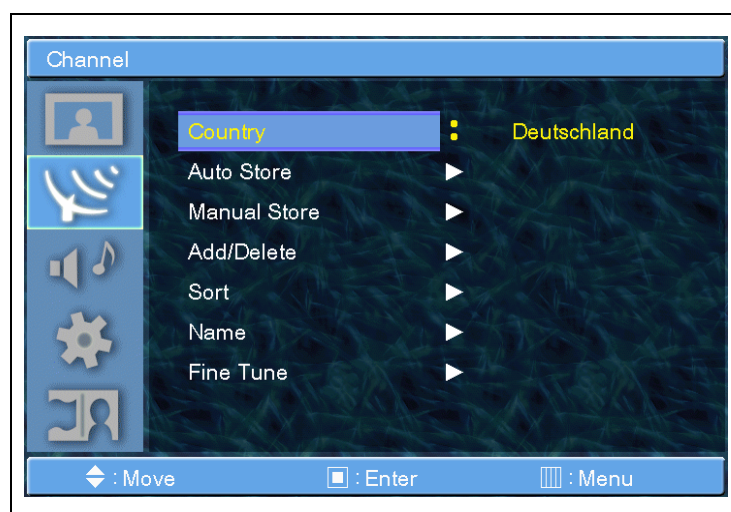 Channel
Country : Deutschland
Auto Store ▶
Manual Store ▶
Add/Delete ▶
Sort ▶
Name ▶
Fine Tune ▶
: Move : Enter : Menu